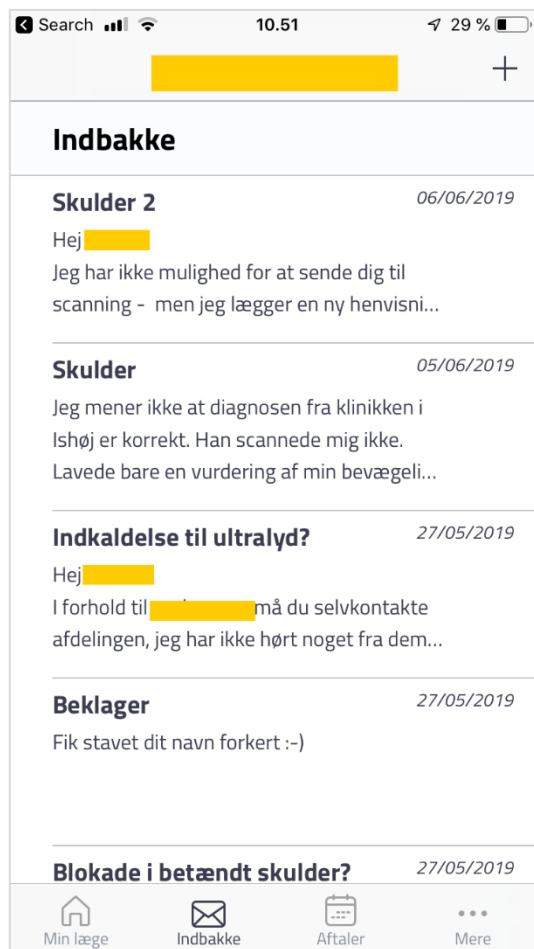 Search 10.51 29 %
Indbakke
Skulder 2 06/06/2019
Hej
Jeg har ikke mulighed for at sende dig til
scanning - men jeg lægger en ny henvisni...
Skulder 05/06/2019
Jeg mener ikke at diagnosen fra klinikken i
Ishøj er korrekt. Han scannede mig ikke.
Lavede bare en vurdering af min bevægeli...
Indkaldelse til ultralyd? 27/05/2019
Hej
I forhold til må du selvkontakte
afdelingen, jeg har ikke hørt noget fra dem...
Beklager 27/05/2019
Fik stavet dit navn forkert :-)
Blokade i betændt skulder? 27/05/2019
Min læge Indbakke Aftaler Mere